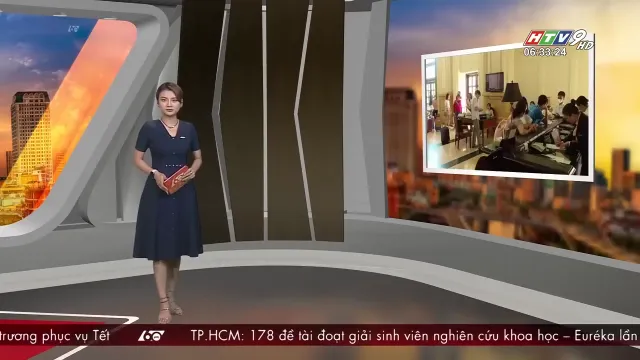 HTV9 HD
06:33:24
trương phục vụ Tết 60 TP.HCM: 178 đề tài đoạt giải sinh viên nghiên cứu khoa học – Euréka lần